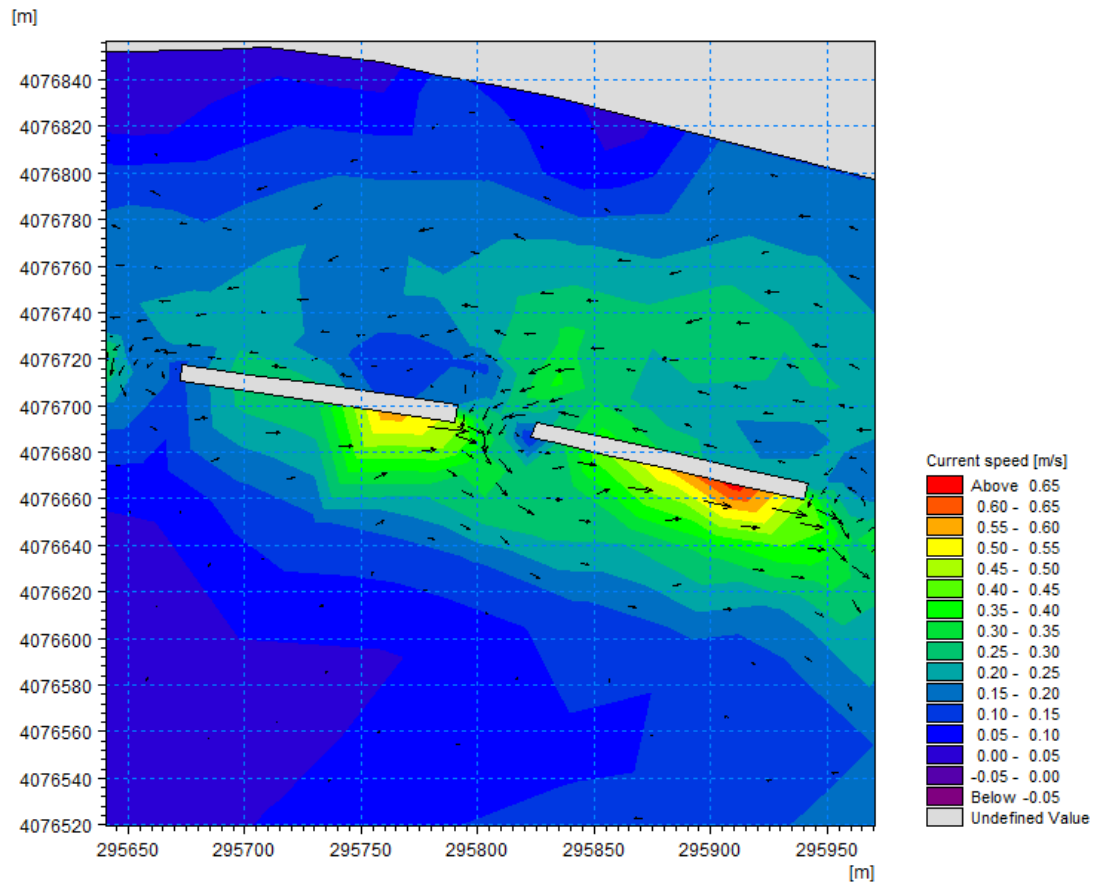 [m]
4076840
4076820
4076800
4076780
4076760
4076740
4076720
4076700
4076680
4076660
4076640
4076620
4076600
4076580
4076560
4076540
4076520
295650 295700 295750 295800 295850 295900 295950
[m]
Current speed [m/s]
Above 0.65
0.60 - 0.65
0.55 - 0.60
0.50 - 0.55
0.45 - 0.50
0.40 - 0.45
0.35 - 0.40
0.30 - 0.35
0.25 - 0.30
0.20 - 0.25
0.15 - 0.20
0.10 - 0.15
0.05 - 0.10
0.00 - 0.05
-0.05 - 0.00
Below -0.05
Undefined Value